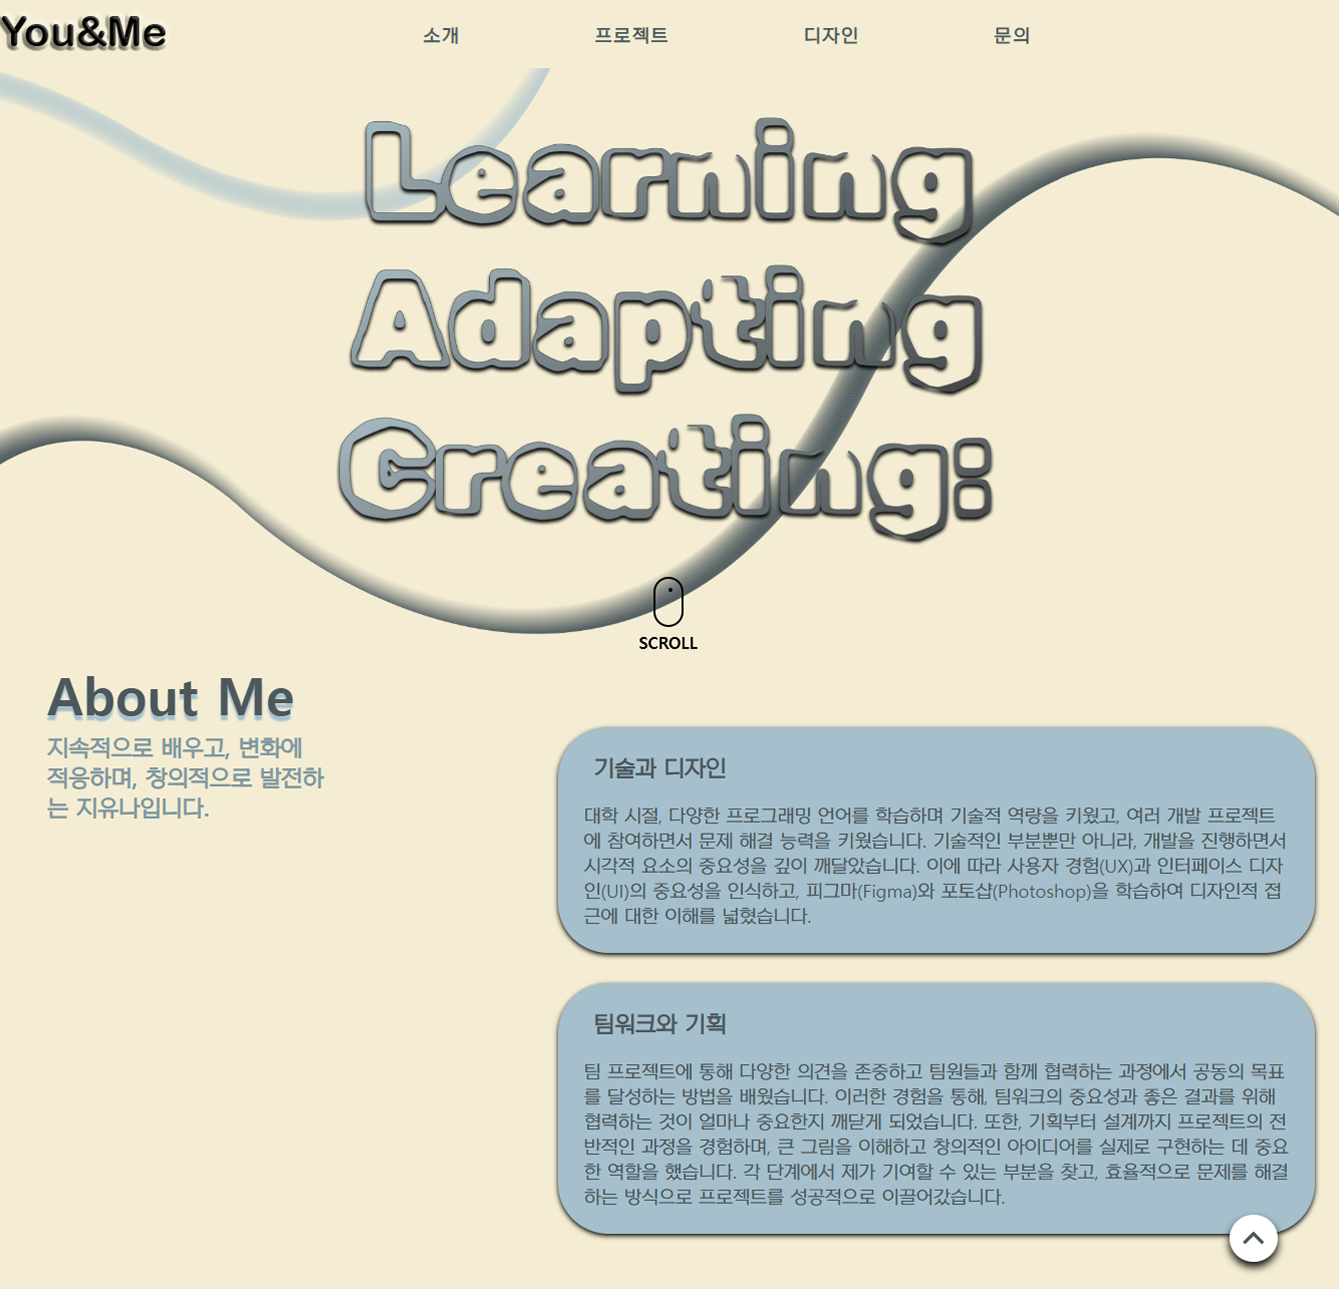 You&Me
소개
프로젝트
디자인
문의
Learning
Adapting
Creating:
SCROLL
About Me
지속적으로 배우고, 변화에
적응하며, 창의적으로 발전하
는 지유나입니다.
기술과 디자인
대학 시절, 다양한 프로그래밍 언어를 학습하며 기술적 역량을 키웠고, 여러 개발 프로젝트
에 참여하면서 문제 해결 능력을 키웠습니다. 기술적인 부분뿐만 아니라, 개발을 진행하면서
시각적 요소의 중요성을 깊이 깨달았습니다. 이에 따라 사용자 경험(UX)과 인터페이스 디자
인(UI)의 중요성을 인식하고, 피그마(Figma)와 포토샵(Photoshop)을 학습하여 디자인적 접
근에 대한 이해를 넓혔습니다.
팀워크와 기획
팀 프로젝트에 통해 다양한 의견을 존중하고 팀원들과 함께 협력하는 과정에서 공동의 목표
를 달성하는 방법을 배웠습니다. 이러한 경험을 통해, 팀워크의 중요성과 좋은 결과를 위해
협력하는 것이 얼마나 중요한지 깨닫게 되었습니다. 또한, 기획부터 설계까지 프로젝트의 전
반적인 과정을 경험하며, 큰 그림을 이해하고 창의적인 아이디어를 실제로 구현하는 데 중요
한 역할을 했습니다. 각 단계에서 제가 기여할 수 있는 부분을 찾고, 효율적으로 문제를 해결
하는 방식으로 프로젝트를 성공적으로 이끌어갔습니다.